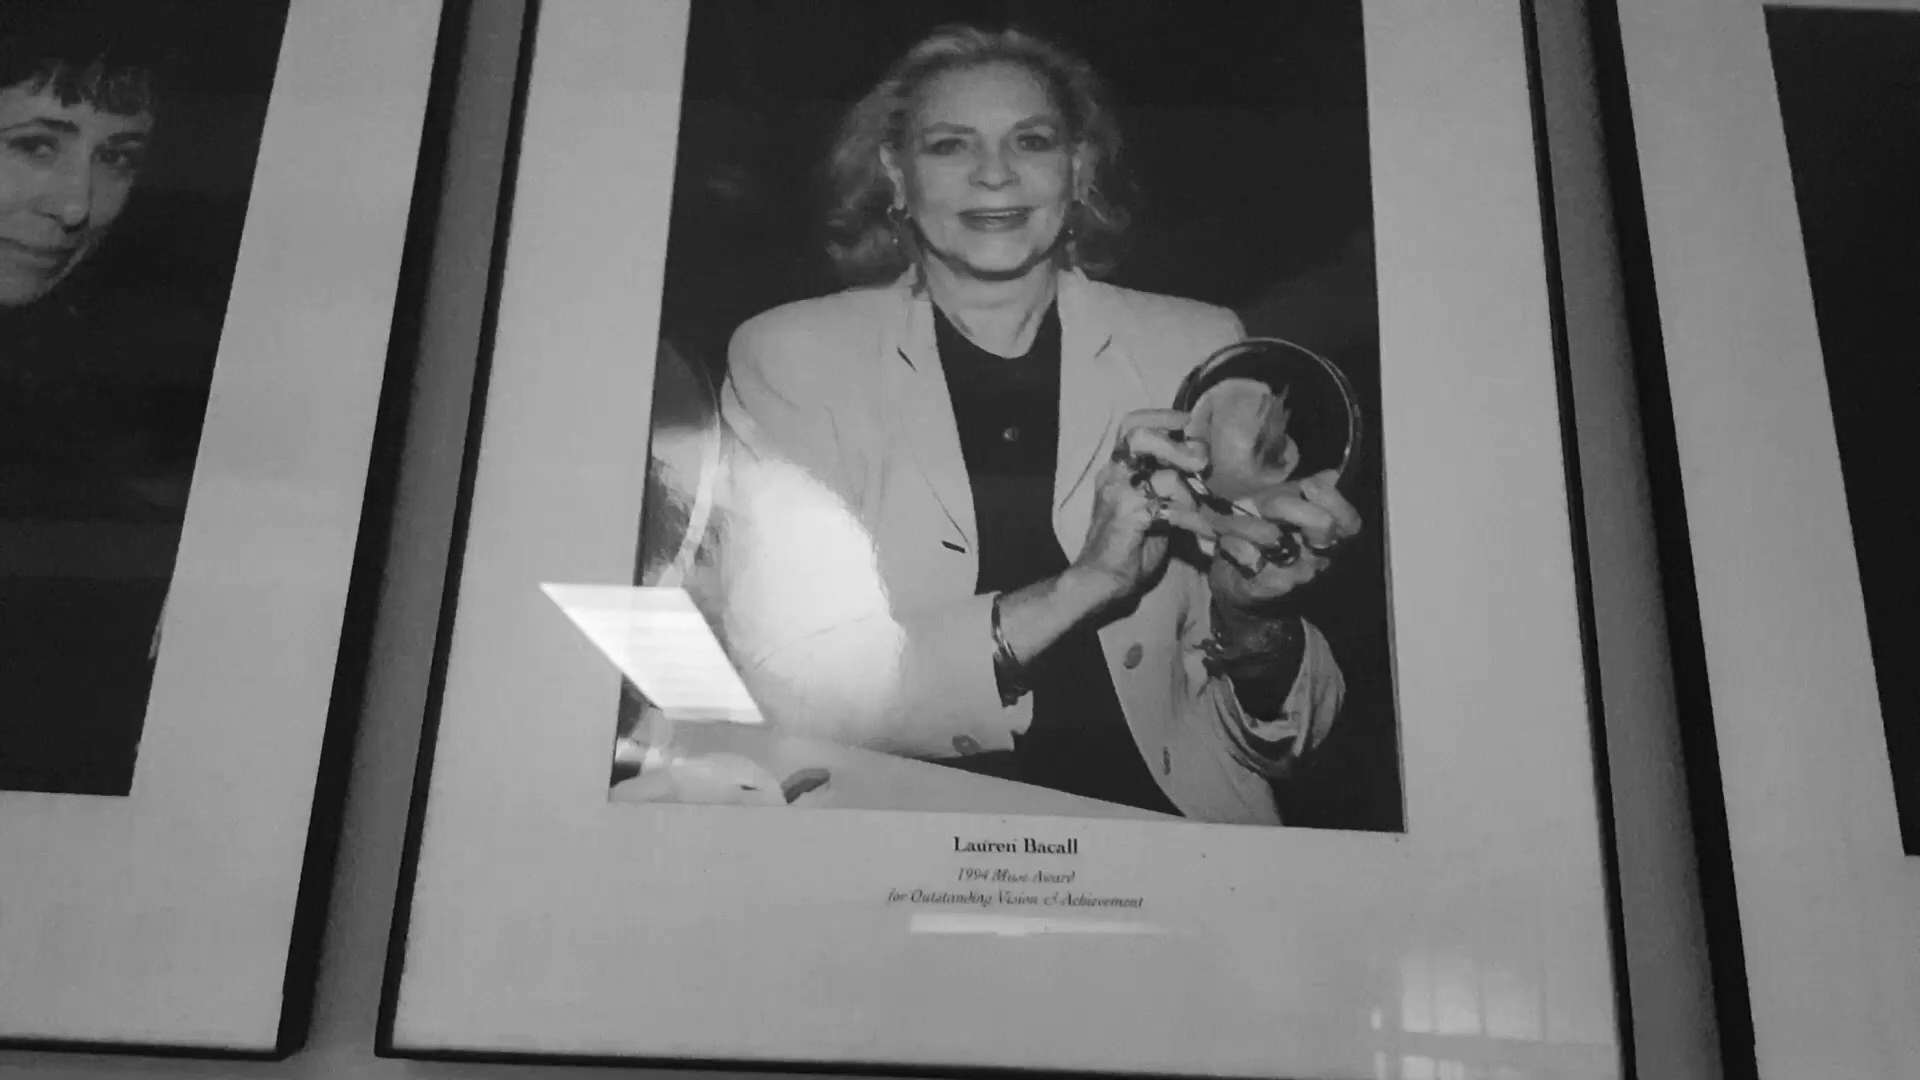 Lauren Bacall
1994 Muse Award
for Outstanding Vision & Achievement